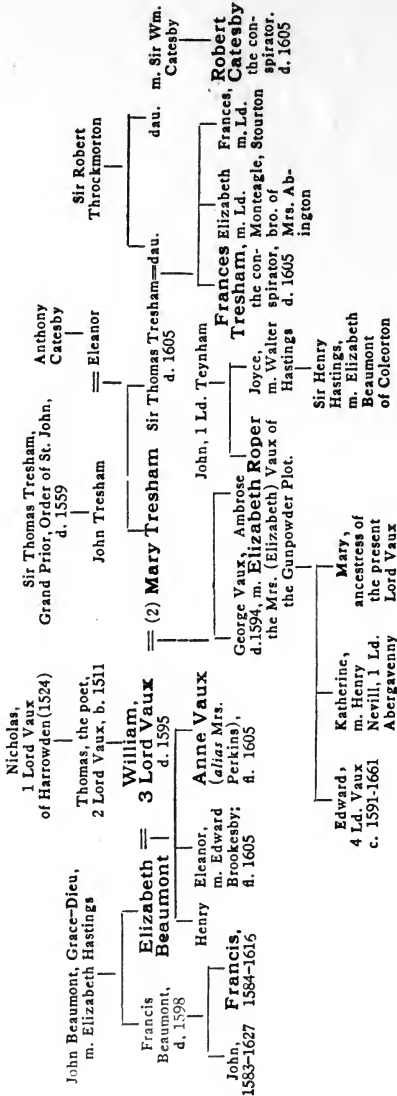 John Beaumont, Grace-Dieu,
m. Elizabeth Hastings
Francis
Beaumont,
d. 1598
Elizabeth
Beaumont
=
John,
1583-1627
Francis,
1584-1616
Nicholas,
1 Lord Vaux
of Harrowden (1524)
Thomas, the poet,
2 Lord Vaux, b. 1511
William,
3 Lord Vaux
d. 1595
Henry
Eleanor,
m. Edward
Brookesby;
fl. 1605
Anne Vaux
(alias Mrs.
Perkins),
fl. 1605
Sir Thomas Tresham,
Grand Prior, Order of St. John,
d. 1559
John Tresham
=
Anthony
Catesby
Eleanor
= (2) Mary Tresham
Sir Thomas Tresham=dau.
d. 1605
Sir Robert
Throckmorton
dau.
m. Sir Wm.
Catesby
John, 1 Ld. Teynham
George Vaux,
Ambrose
d. 1594, m. Elizabeth Roper
the Mrs. (Elizabeth) Vaux of
the Gunpowder Plot.
Joyce,
m. Walter
Hastings
Sir Henry
Hastings,
m. Elizabeth
Beaumont
of Coleorton
Frances
Tresham,
the con-
spirator,
d. 1605
Elizabeth
m. Ld.
Monteagle,
bro. of
Mrs. Ab-
ington
Frances,
m. Ld.
Stourton
Robert
Catesby
the con-
spirator.
d. 1605
Edward,
4 Ld. Vaux
c. 1591-1661
Katherine,
m. Henry
Nevill, 1 Ld.
Abergavenny
Mary,
ancestress of
the present
Lord Vaux